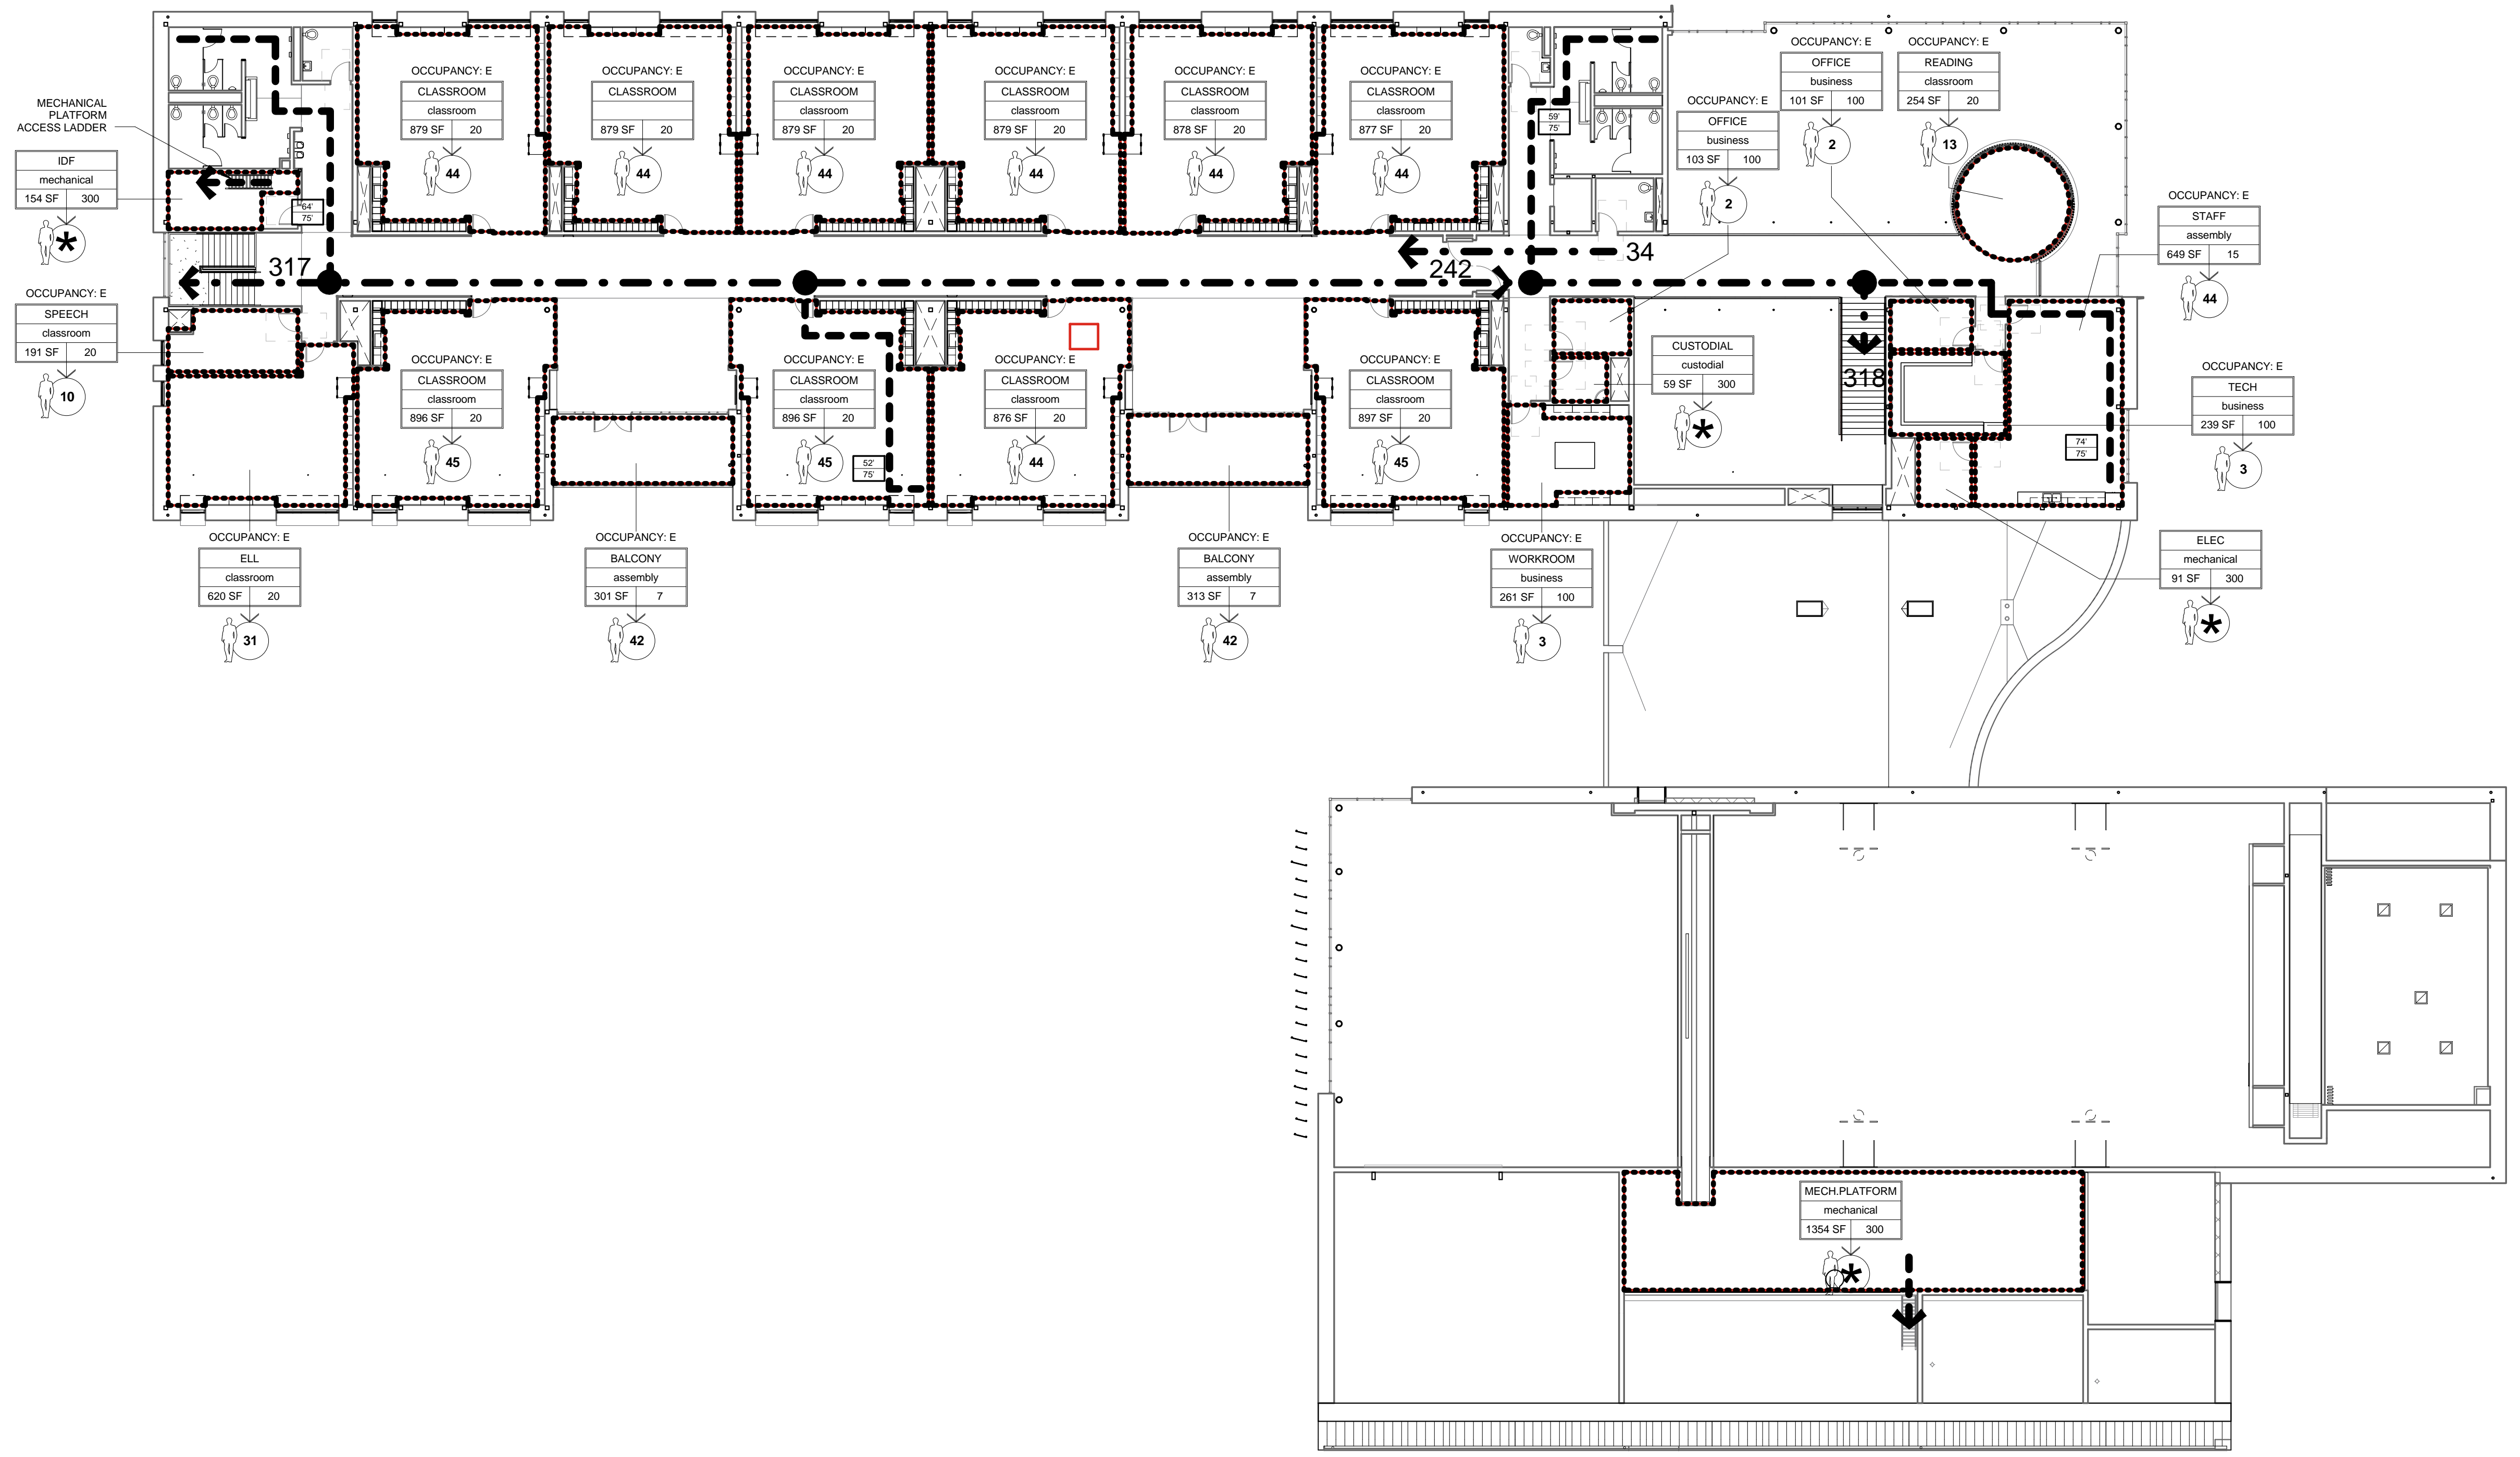 MECHANICAL
PLATFORM
ACCESS LADDER
IDF
mechanical
154 SF 300
*
64'
75'
OCCUPANCY: E
CLASSROOM
classroom
879 SF 20
44
OCCUPANCY: E
CLASSROOM
879 SF 20
44
OCCUPANCY: E
CLASSROOM
classroom
879 SF 20
44
OCCUPANCY: E
CLASSROOM
classroom
879 SF 20
44
OCCUPANCY: E
CLASSROOM
classroom
878 SF 20
44
OCCUPANCY: E
CLASSROOM
classroom
877 SF 20
44
59'
75'
OCCUPANCY: E
OFFICE
business
103 SF 100
2
OCCUPANCY: E
OFFICE
business
101 SF 100
2
OCCUPANCY: E
READING
classroom
254 SF 20
13
OCCUPANCY: E
STAFF
assembly
649 SF 15
44
317
242
34
318
OCCUPANCY: E
SPEECH
classroom
191 SF 20
10
OCCUPANCY: E
CLASSROOM
classroom
896 SF 20
45
OCCUPANCY: E
CLASSROOM
classroom
896 SF 20
45
52'
75'
OCCUPANCY: E
CLASSROOM
classroom
876 SF 20
44
OCCUPANCY: E
CLASSROOM
classroom
897 SF 20
45
CUSTODIAL
custodial
59 SF 300
*
74'
75'
OCCUPANCY: E
TECH
business
239 SF 100
3
OCCUPANCY: E
ELL
classroom
620 SF 20
31
OCCUPANCY: E
BALCONY
assembly
301 SF 7
42
OCCUPANCY: E
BALCONY
assembly
313 SF 7
42
OCCUPANCY: E
WORKROOM
business
261 SF 100
3
ELEC
mechanical
91 SF 300
*
MECH.PLATFORM
mechanical
1354 SF 300
*